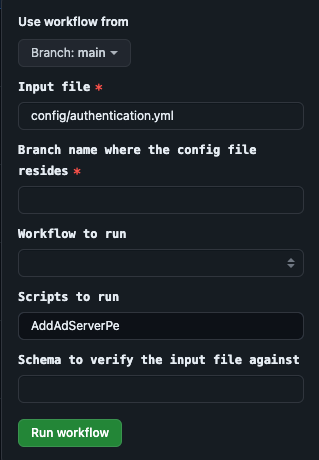 Use workflow from
Branch: main
Input file *
config/authentication.yml
Branch name where the config file
resides *
Workflow to run
Scripts to run
AddAdServerPe
Schema to verify the input file against
Run workflow